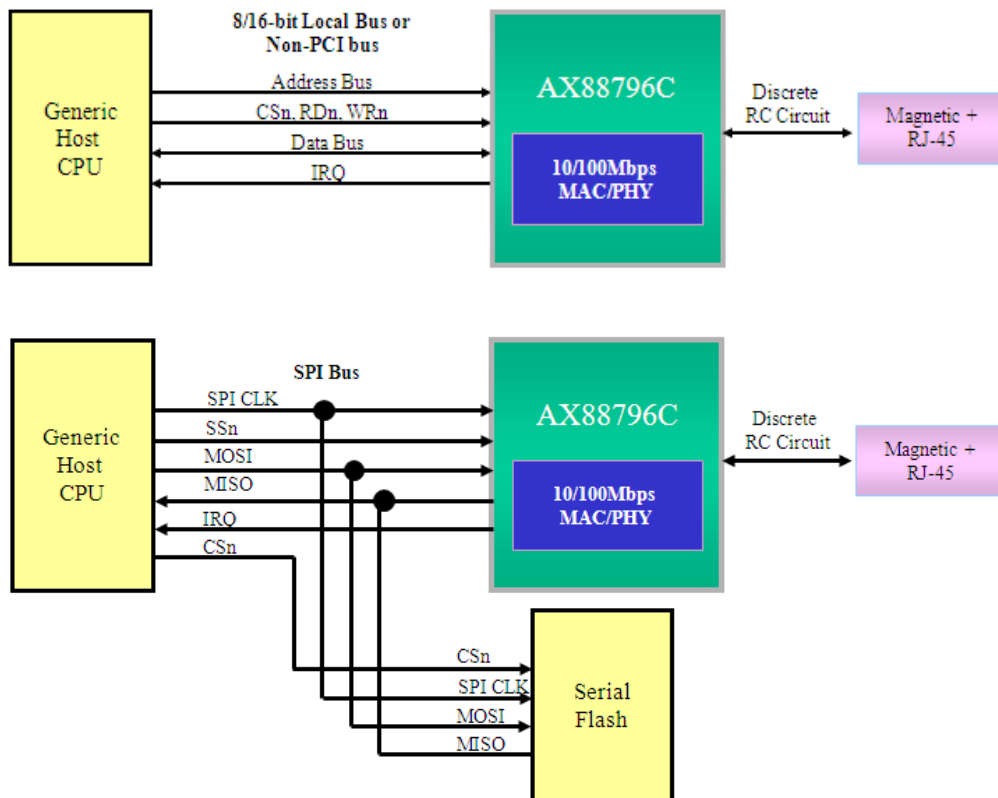 8/16-bit Local Bus or
Non-PCI bus
Generic
Host
CPU
Address Bus
CSn, RDn, WRn
Data Bus
IRQ
AX88796C
10/100Mbps
MAC/PHY
Discrete
RC Circuit
Magnetic +
RJ-45
SPI Bus
Generic
Host
CPU
SPI CLK
SSn
MOSI
MISO
IRQ
CSn
AX88796C
10/100Mbps
MAC/PHY
Discrete
RC Circuit
Magnetic +
RJ-45
CSn
SPI CLK
MOSI
MISO
Serial
Flash